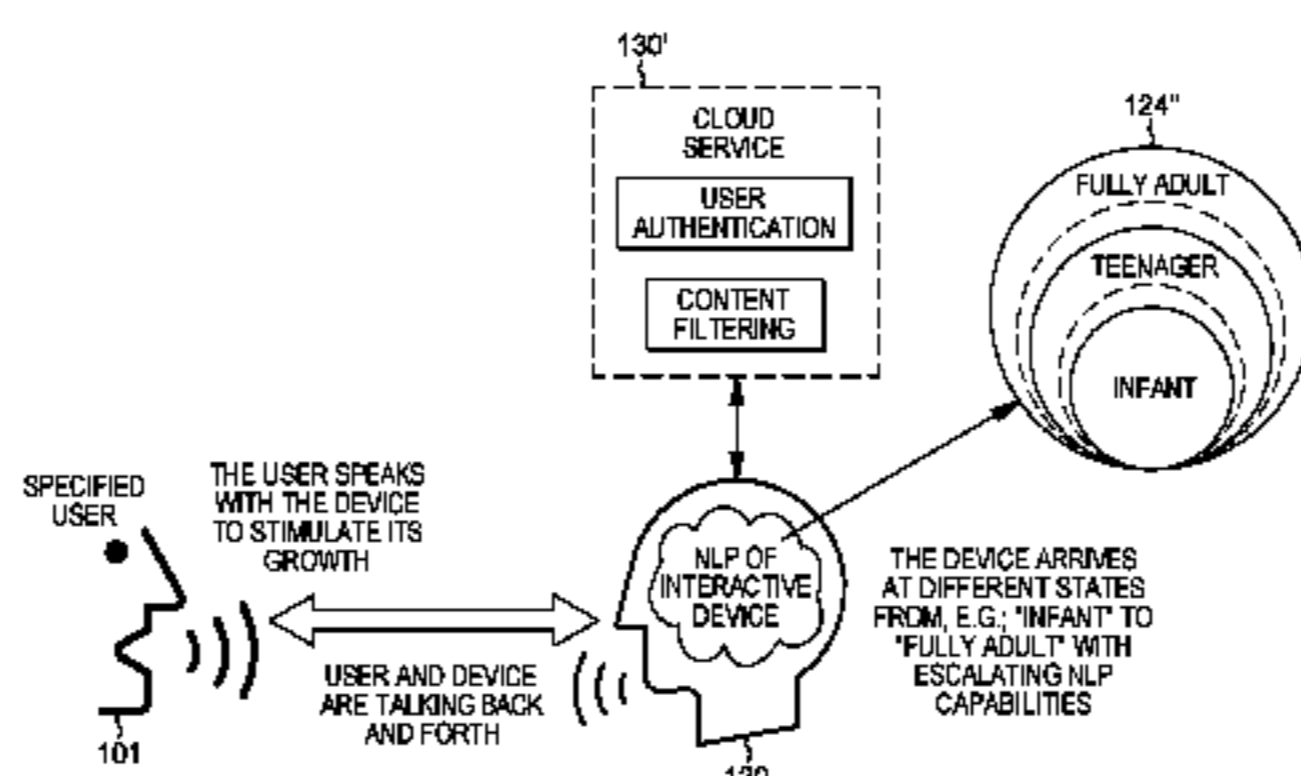 130'
CLOUD
SERVICE
USER
AUTHENTICATION
CONTENT
FILTERING
124"
FULLY ADULT
TEENAGER
INFANT
SPECIFIED
USER
THE USER SPEAKS
WITH THE DEVICE
TO STIMULATE ITS
GROWTH
USER AND DEVICE
ARE TALKING BACK
AND FORTH
101
NLP OF
INTERACTIVE
DEVICE
THE DEVICE ARRIVES
AT DIFFERENT STATES
FROM, E.G.; "INFANT" TO
"FULLY ADULT" WITH
ESCALATING NLP
CAPABILITIES